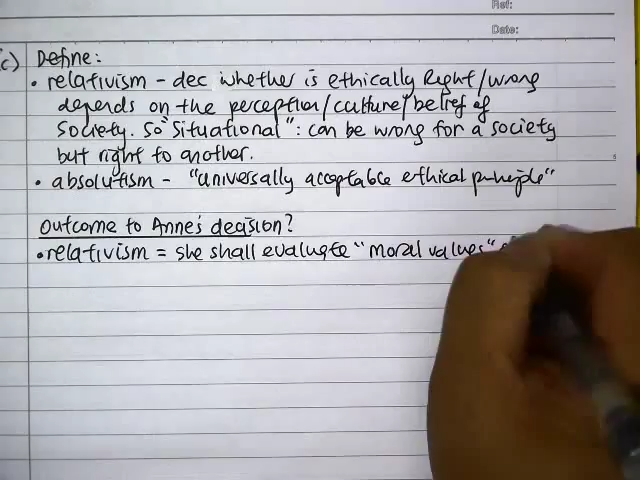 Ref:
Date:
c) Define:
• relativism - dec whether is ethically Right/wrong
depends on the perception/culture/belief of
society. So "situational": can be wrong for a society
but right to another.
• absolutism - "universally acceptable ethical principle"
Outcome to Anne's decision?
• relativism = she shall evaluate "moral values"